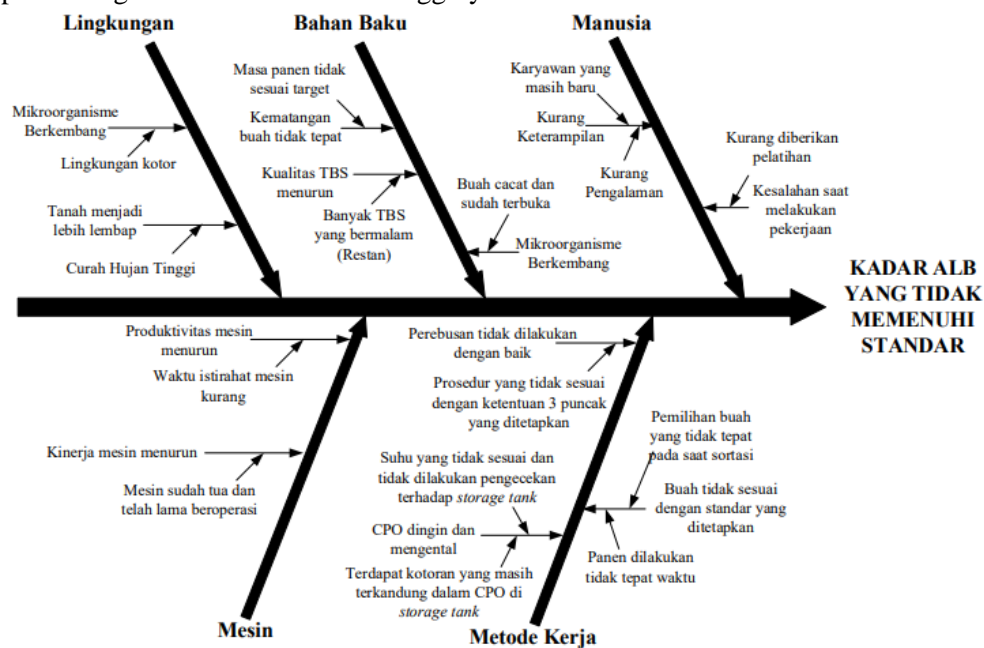 Lingkungan
Bahan Baku
Manusia
Mikroorganisme
Berkembang
Lingkungan kotor
Tanah menjadi
lebih lembap
Curah Hujan Tinggi
Masa panen tidak
sesuai target
Kematangan
buah tidak tepat
Kualitas TBS
menurun
Banyak TBS
yang bermalam
(Restan)
Buah cacat dan
sudah terbuka
Mikroorganisme
Berkembang
Karyawan yang
masih baru
Kurang
Keterampilan
Kurang
Pengalaman
Kurang diberikan
pelatihan
Kesalahan saat
melakukan
pekerjaan
KADAR ALB
YANG TIDAK
MEMENUHI
STANDAR
Produktivitas mesin
menurun
Waktu istirahat mesin
kurang
Kinerja mesin menurun
Mesin sudah tua dan
telah lama beroperasi
Perebusan tidak dilakukan
dengan baik
Prosedur yang tidak sesuai
dengan ketentuan 3 puncak
yang ditetapkan
Suhu yang tidak sesuai dan
tidak dilakukan pengecekan
terhadap storage tank
CPO dingin dan
mengental
Terdapat kotoran yang masih
terkandung dalam CPO di
storage tank
Pemilihan buah
yang tidak tepat
pada saat sortasi
Buah tidak sesuai
dengan standar yang
ditetapkan
Panen dilakukan
tidak tepat waktu
Mesin
Metode Kerja